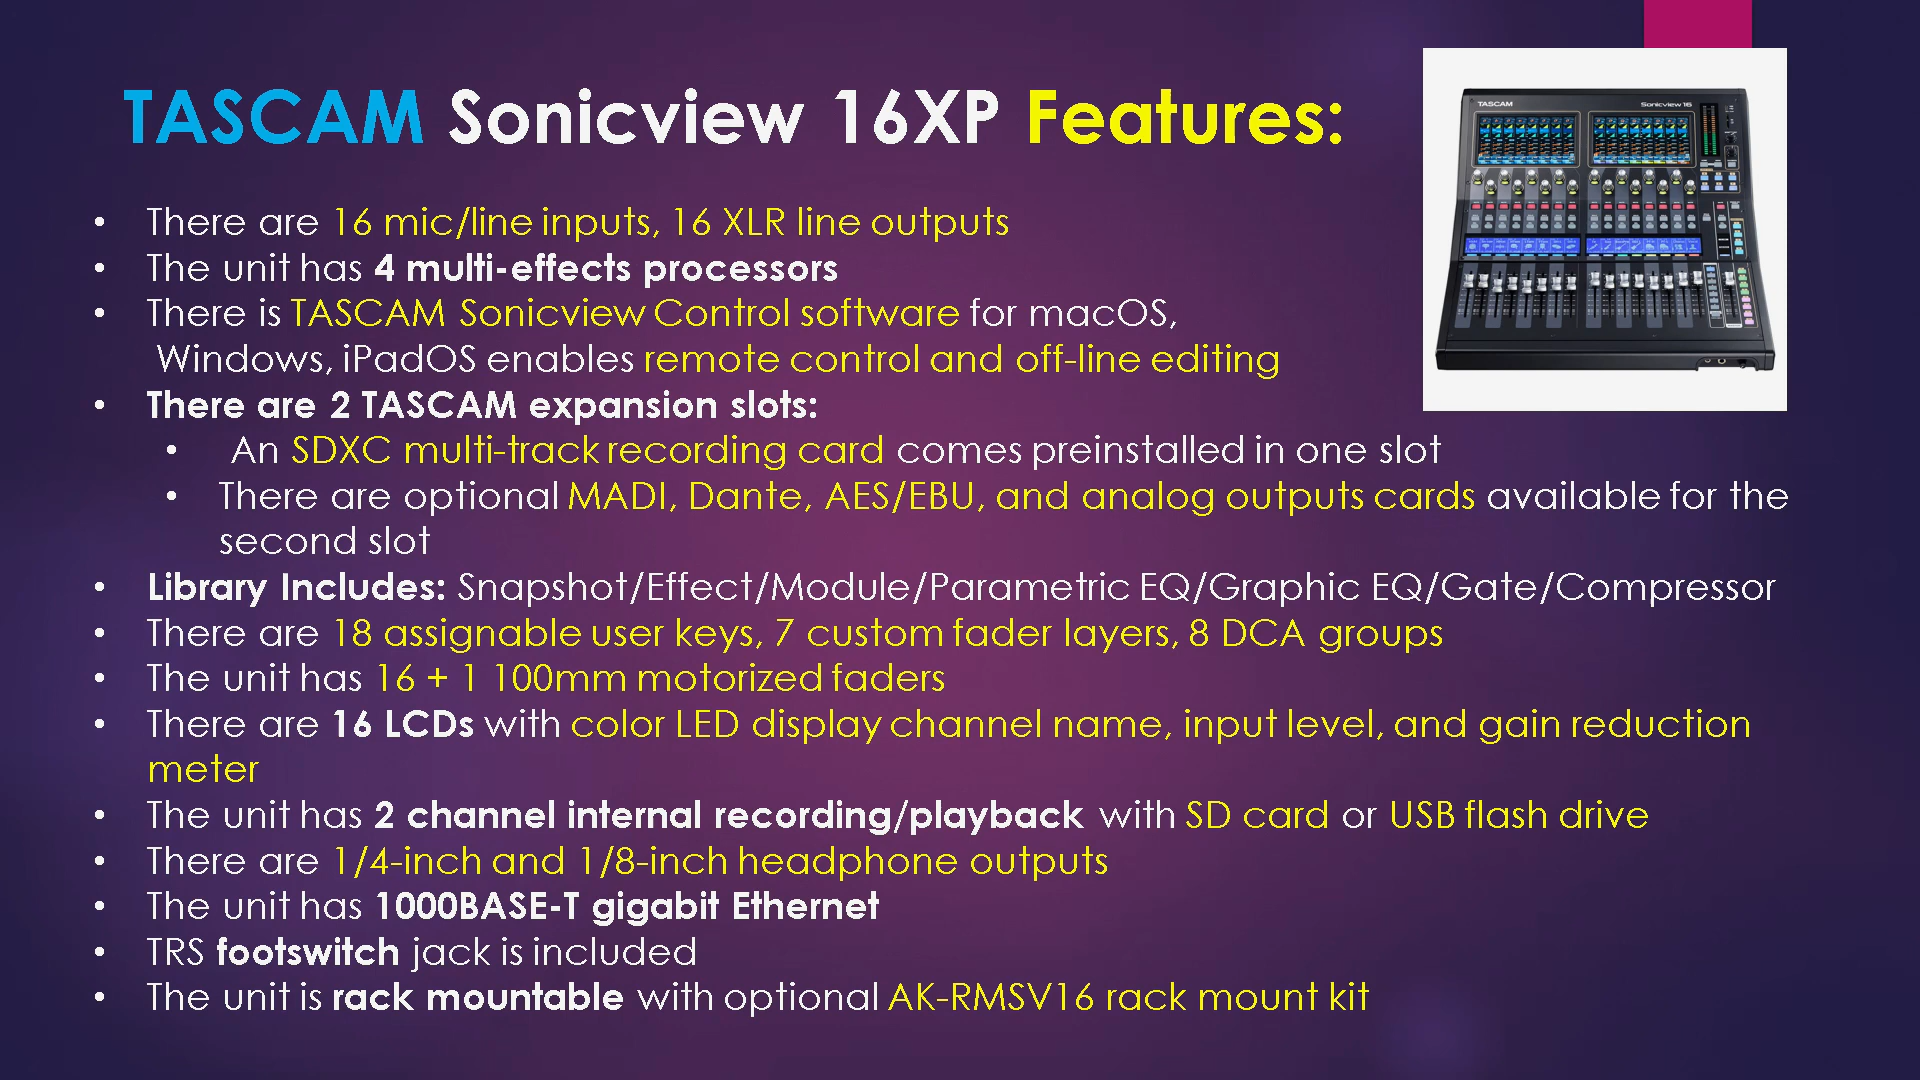 TASCAM Sonicview 16XP Features:
TASCAM
Sonicview 16
• There are 16 mic/line inputs, 16 XLR line outputs
• The unit has 4 multi-effects processors
• There is TASCAM Sonicview Control software for macOS,
Windows, iPadOS enables remote control and off-line editing
• There are 2 TASCAM expansion slots:
• An SDXC multi-track recording card comes preinstalled in one slot
• There are optional MADI, Dante, AES/EBU, and analog outputs cards available for the
second slot
• Library Includes: Snapshot/Effect/Module/Parametric EQ/Graphic EQ/Gate/Compressor
• There are 18 assignable user keys, 7 custom fader layers, 8 DCA groups
• The unit has 16 + 1 100mm motorized faders
• There are 16 LCDs with color LED display channel name, input level, and gain reduction
meter
• The unit has 2 channel internal recording/playback with SD card or USB flash drive
• There are 1/4-inch and 1/8-inch headphone outputs
• The unit has 1000BASE-T gigabit Ethernet
• TRS footswitch jack is included
• The unit is rack mountable with optional AK-RMSV16 rack mount kit